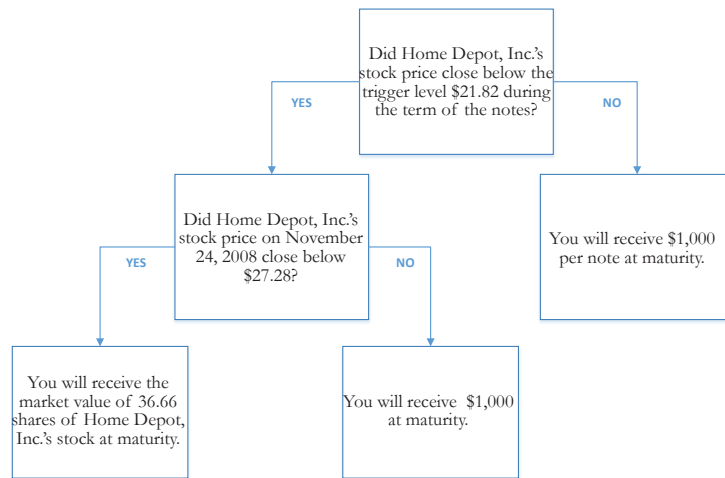 Did Home Depot, Inc.'s
stock price close below the
trigger level $21.82 during
the term of the notes?
YES
NO
Did Home Depot, Inc.'s
stock price on November
24, 2008 close below
$27.28?
You will receive $1,000
per note at maturity.
YES
NO
You will receive the
market value of 36.66
shares of Home Depot,
Inc.'s stock at maturity.
You will receive $1,000
at maturity.